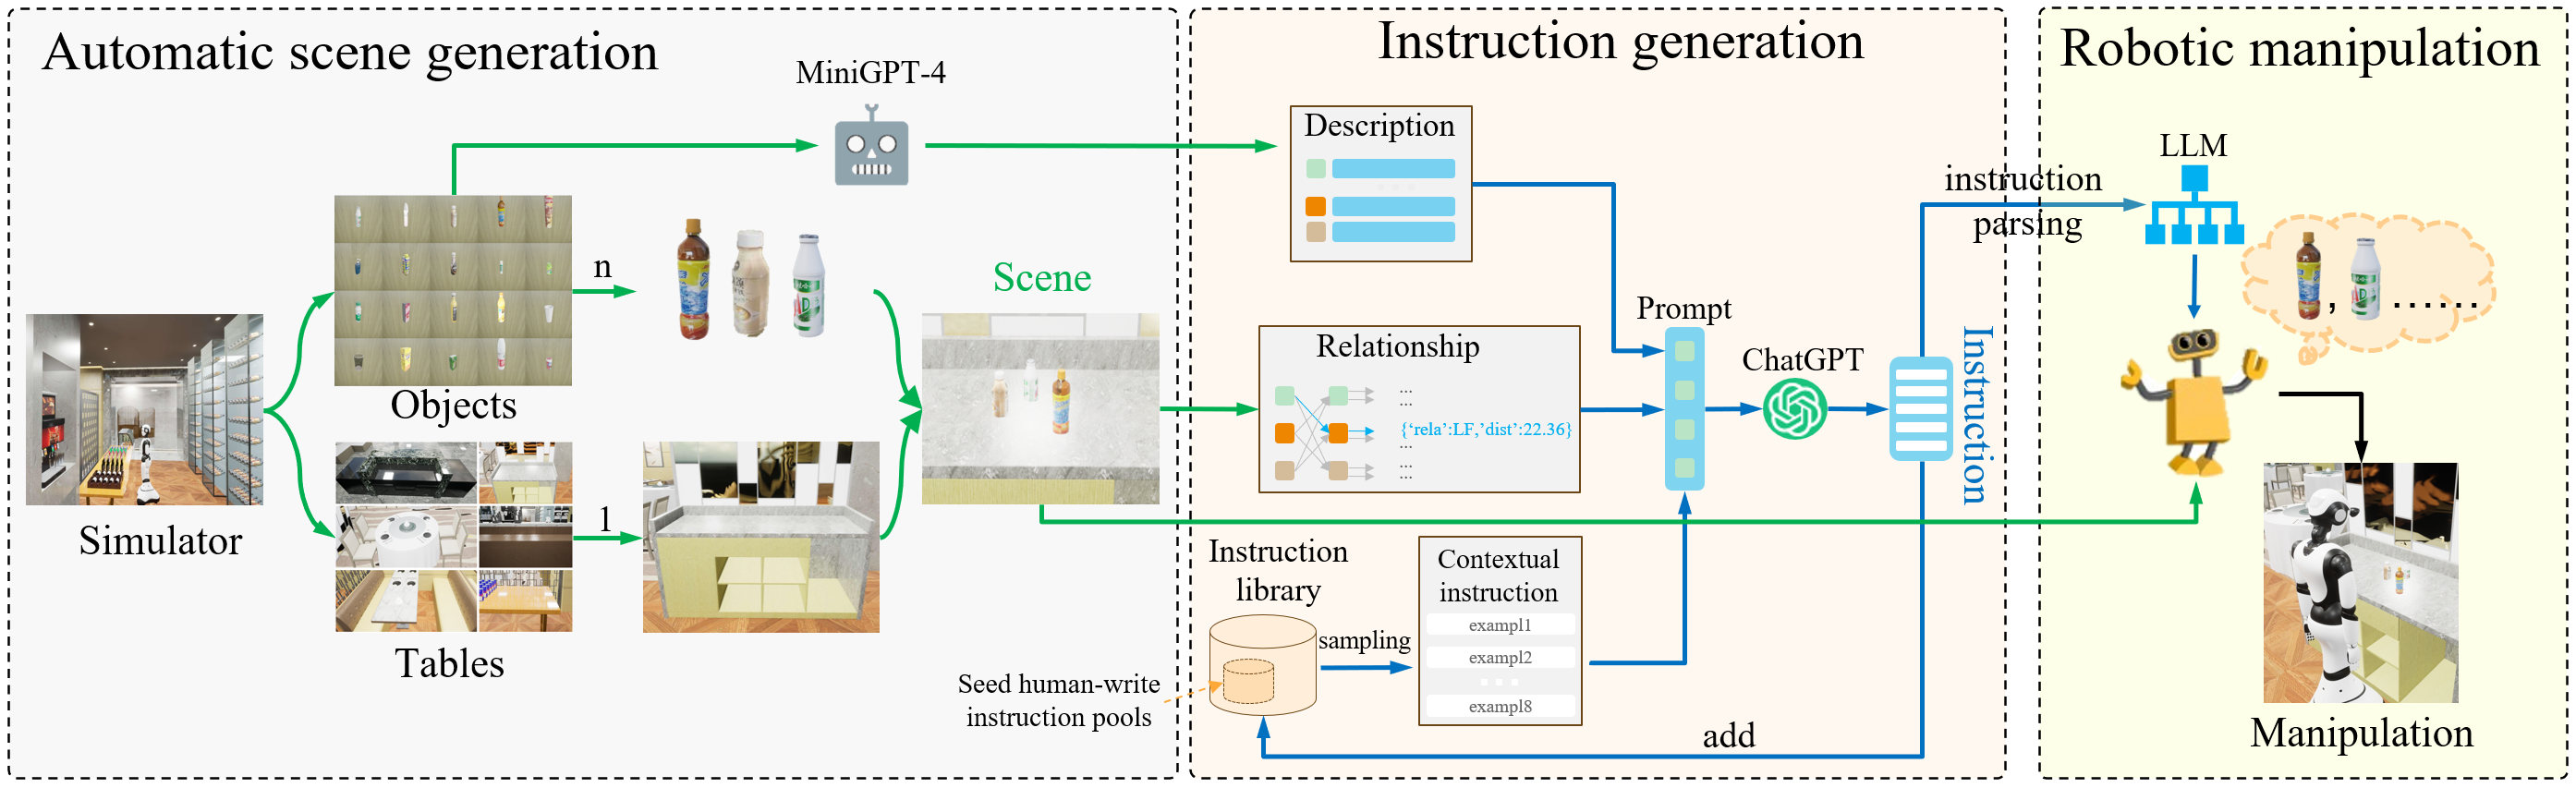 Automatic scene generation
MiniGPT-4
Objects
n
Simulator
Tables
1
Scene
Seed human-write
instruction pools
Instruction generation
Description
Relationship
...
...
{‘rela’:LF,’dist’:22.36}
...
...
...
Prompt
ChatGPT
Instruction
Instruction
library
sampling
Contextual
instruction
exampl1
exampl2
exampl8
add
Robotic manipulation
instruction
parsing
LLM
, ......
Manipulation